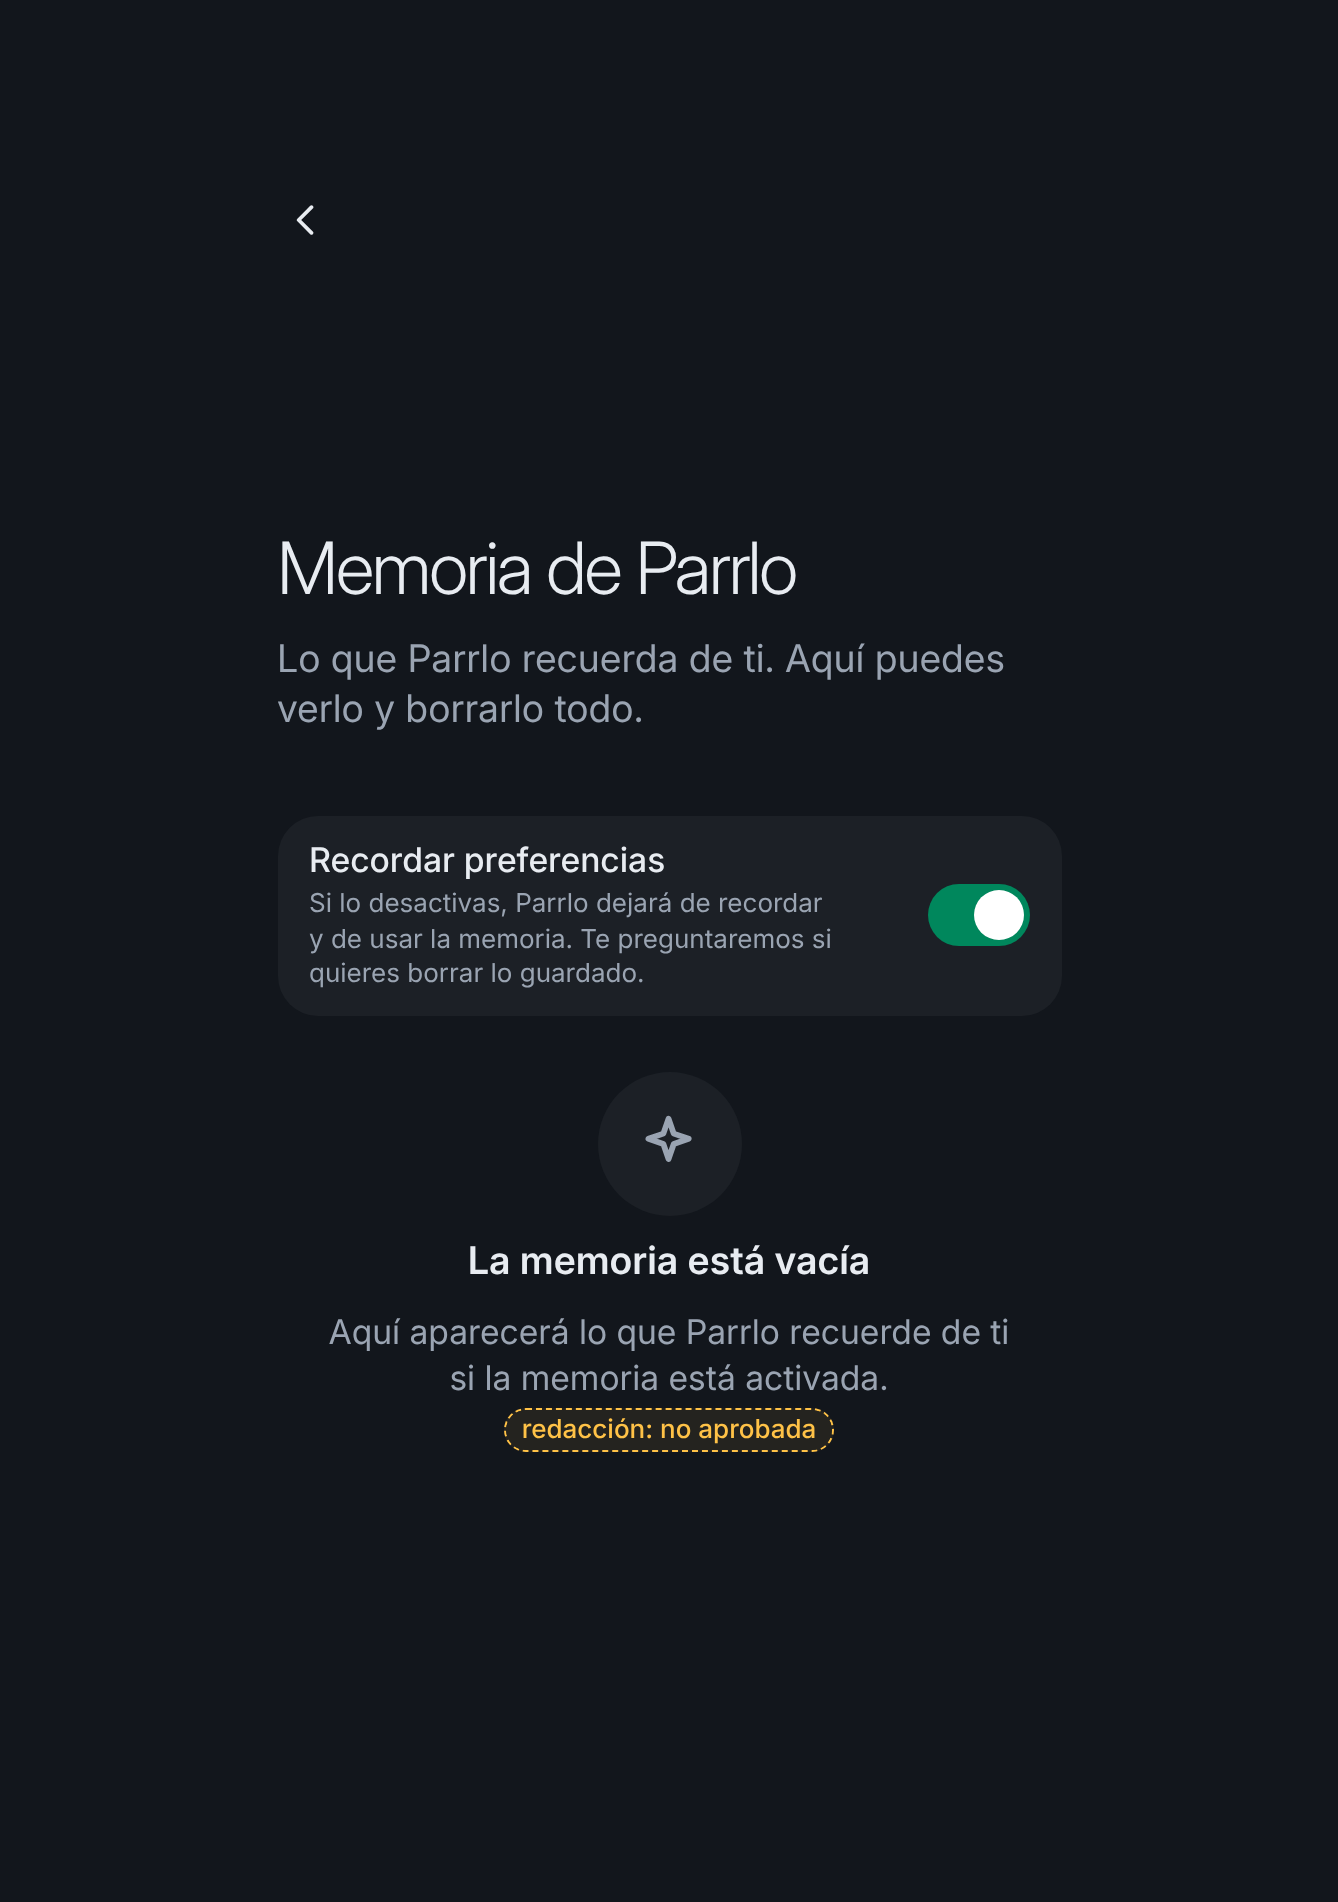 Memoria de Parrlo
Lo que Parrlo recuerda de ti. Aquí puedes
verlo y borrarlo todo.
Recordar preferencias
Si lo desactivas, Parrlo dejará de recordar
y de usar la memoria. Te preguntaremos si
quieres borrar lo guardado.
La memoria está vacía
Aquí aparecerá lo que Parrlo recuerde de ti
si la memoria está activada.
redacción: no aprobada